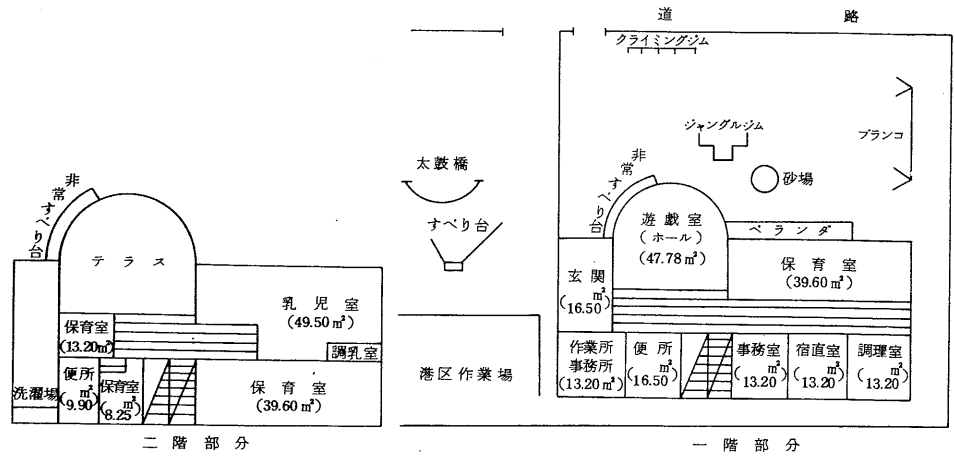 道路
クライミングジム
ブランコ
ジャングルジム
砂場
太鼓橋
すべり台
非常すべり台
遊戯室
(ホール)
(47.78㎡)
ベランダ
玄関
(16.50㎡)
保育室
(39.60㎡)
作業所
事務所
(13.20㎡)
便所
(16.50㎡)
事務室
(13.20㎡)
宿直室
(13.20㎡)
調理室
(13.20㎡)
港区作業場
一階部分
非常すべり台
テラス
乳児室
(49.50㎡)
保育室
(13.20㎡)
調乳室
洗濯場
便所
(9.90㎡)
保育室
(8.25㎡)
保育室
(39.60㎡)
二階部分